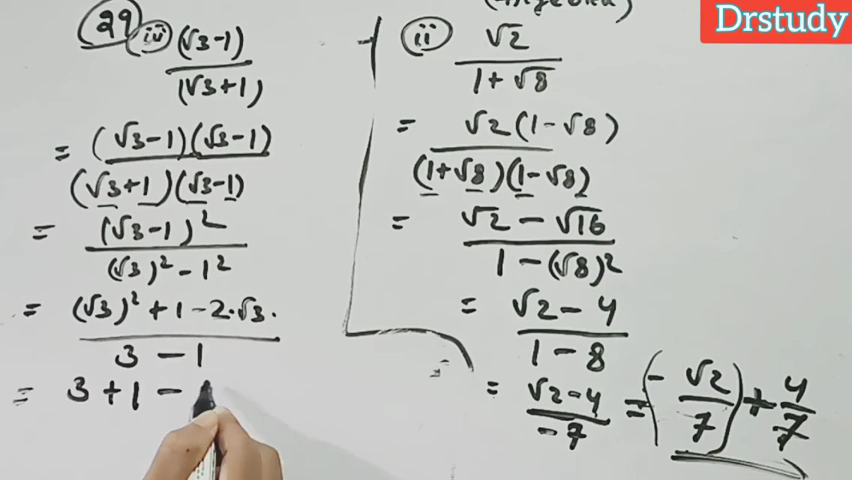 Drstudy
29 iv) (√3-1)
(√3+1)
= (√3-1)(√3-1)
(√3+1)(√3-1)
= (√3-1)²
(√3)² - 1²
= (√3)² + 1 - 2·√3.
3 - 1
= 3 + 1 -
ii √2
1 + √8
= √2(1-√8)
(1+√8)(1-√8)
= √2 - √16
1 - (√8)²
= √2 - 4
1 - 8
= √2-4 = (- √2) + 4
-7 7 7